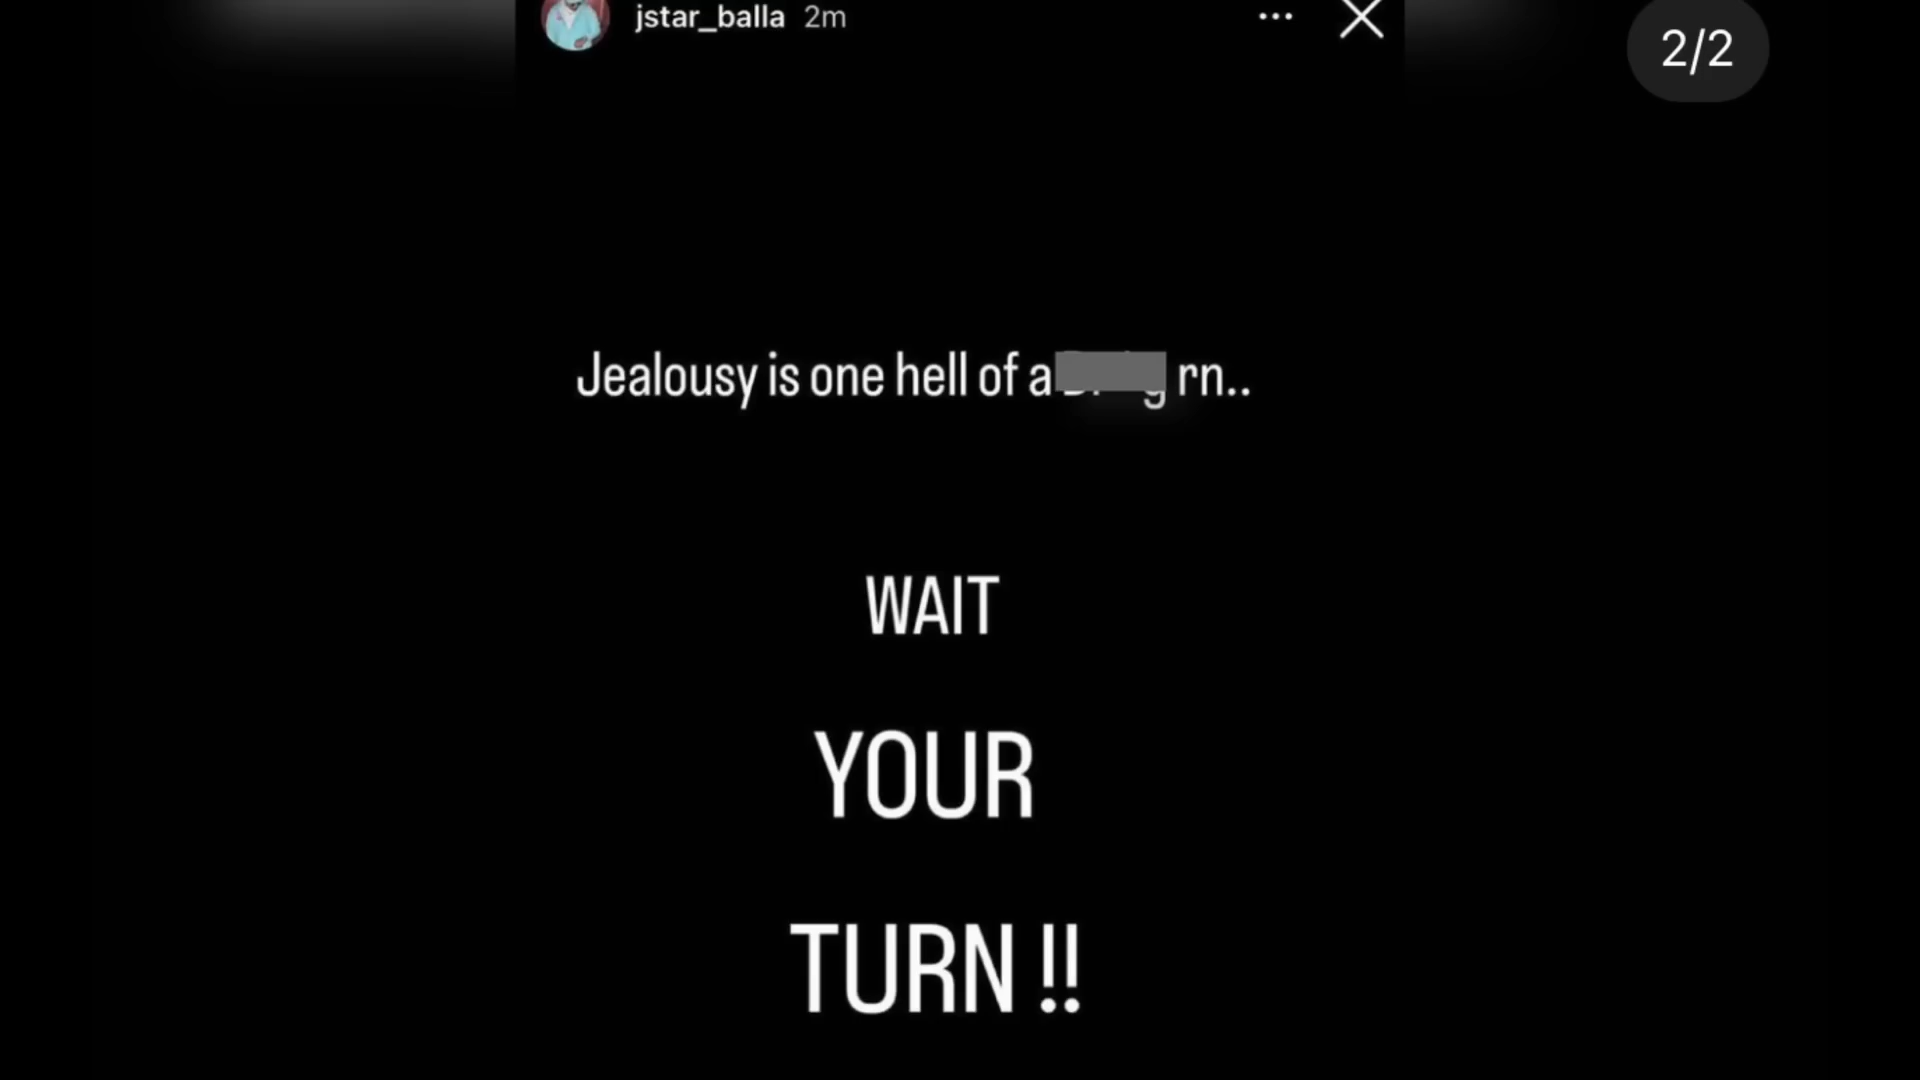 jstar_balla 2m
2/2
Jealousy is one hell of a rn..
WAIT
YOUR
TURN !!